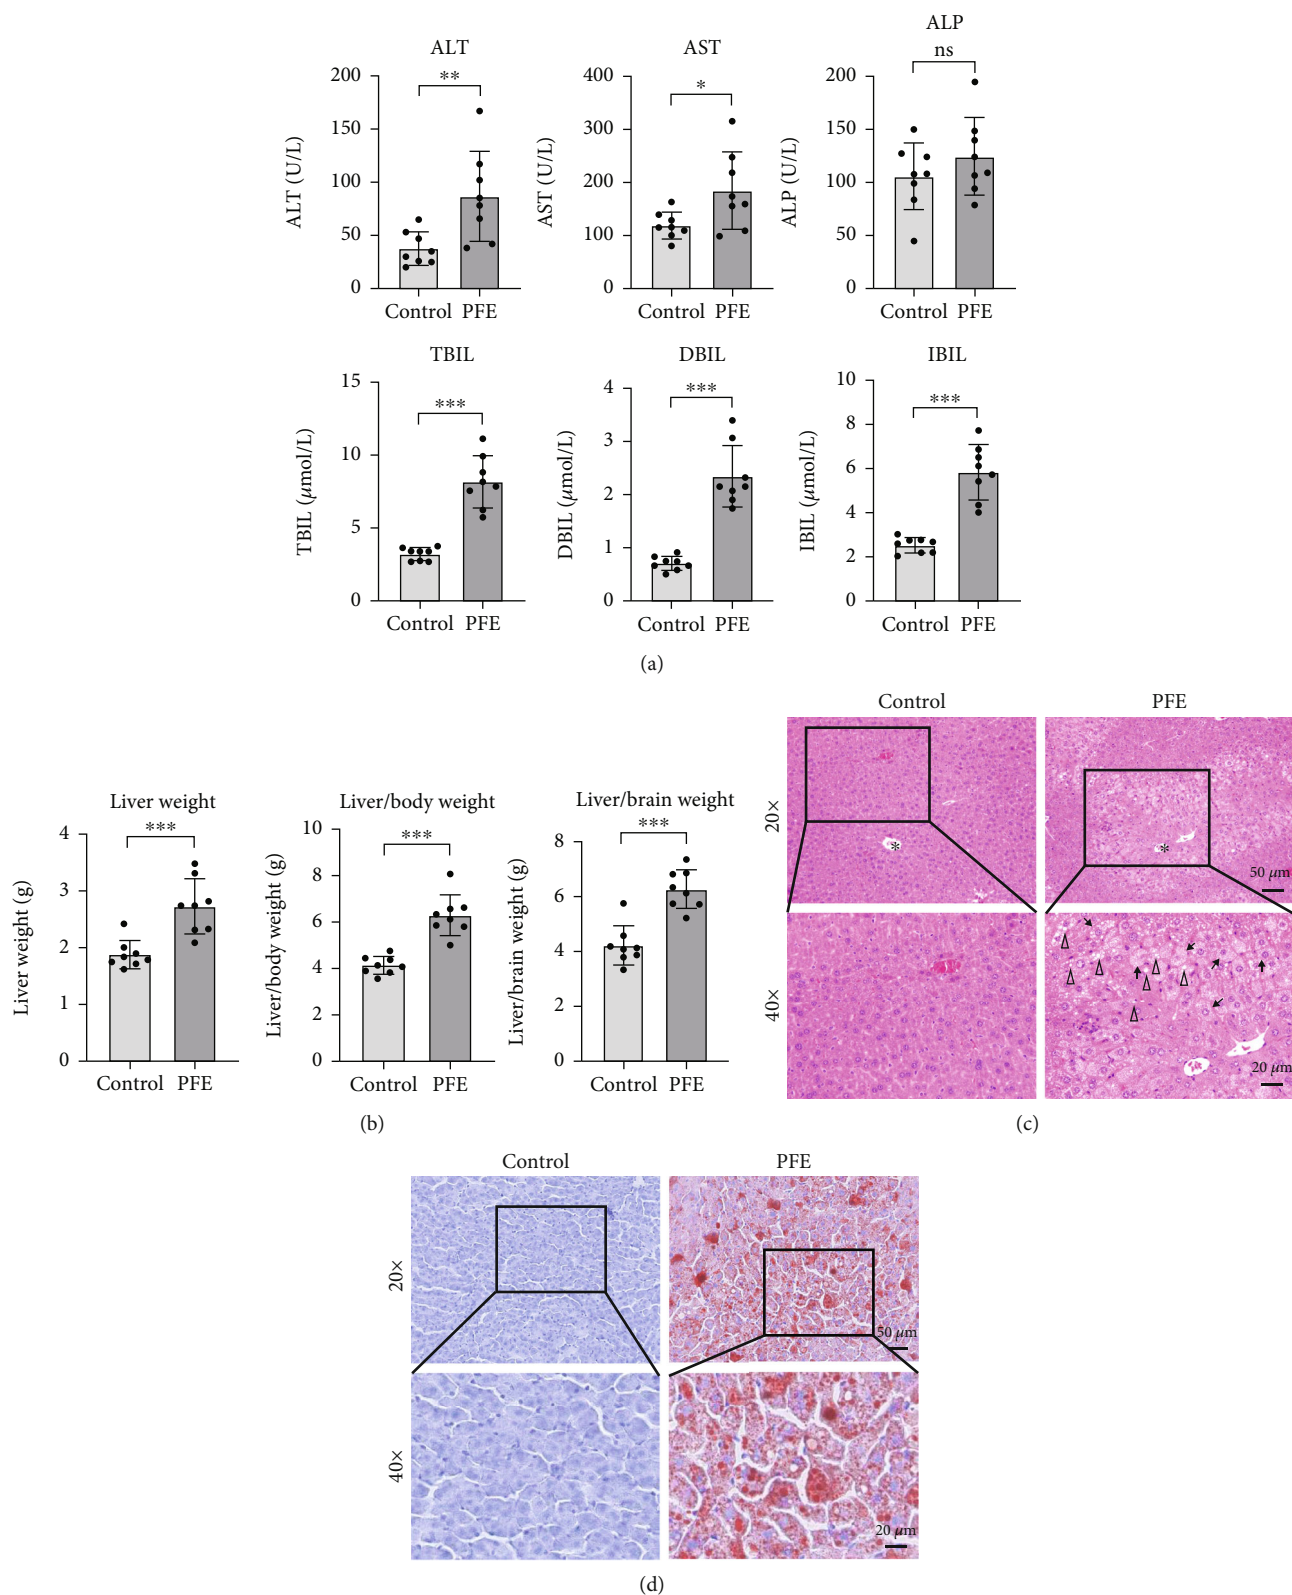 ALT
**
200
150
100
50
0
ALT (U/L)
Control PFE
AST
*
400
300
200
100
0
AST (U/L)
Control PFE
ALP
ns
200
150
100
50
0
ALP (U/L)
Control PFE
TBIL
***
15
10
5
0
TBIL (μmol/L)
Control PFE
DBIL
***
4
3
2
1
0
DBIL (μmol/L)
Control PFE
IBIL
***
10
8
6
4
2
0
IBIL (μmol/L)
Control PFE
(a)
Liver weight
***
4
3
2
1
0
Liver weight (g)
Control PFE
Liver/body weight
***
10
8
6
4
2
0
Liver/body weight (g)
Control PFE
Liver/brain weight
***
8
6
4
2
0
Liver/brain weight (g)
Control PFE
(b)
Control PFE
20×
*
*
50 μm
40×
20 μm
(c)
Control PFE
20×
50 μm
40×
20 μm
(d)